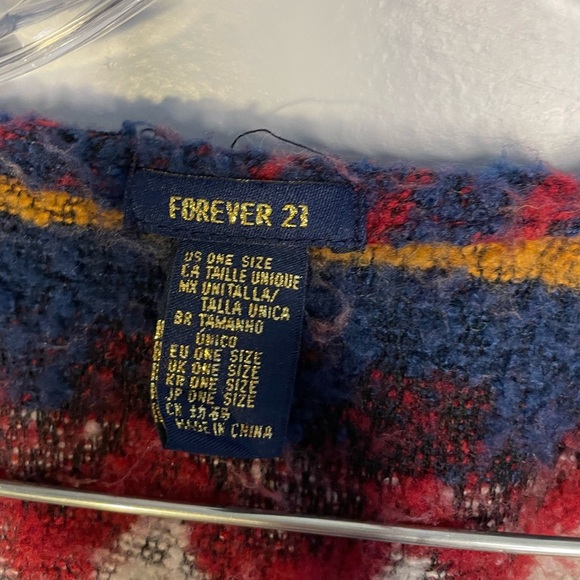 FOREVER 21
US ONE SIZE
CA TAILLE UNIQUE
MX UNITALLA/
TALLA UNICA
BR TAMANHO
ÚNICO
EU ONE SIZE
UK ONE SIZE
KR ONE SIZE
JP ONE SIZE
CN 均码
MADE IN CHINA